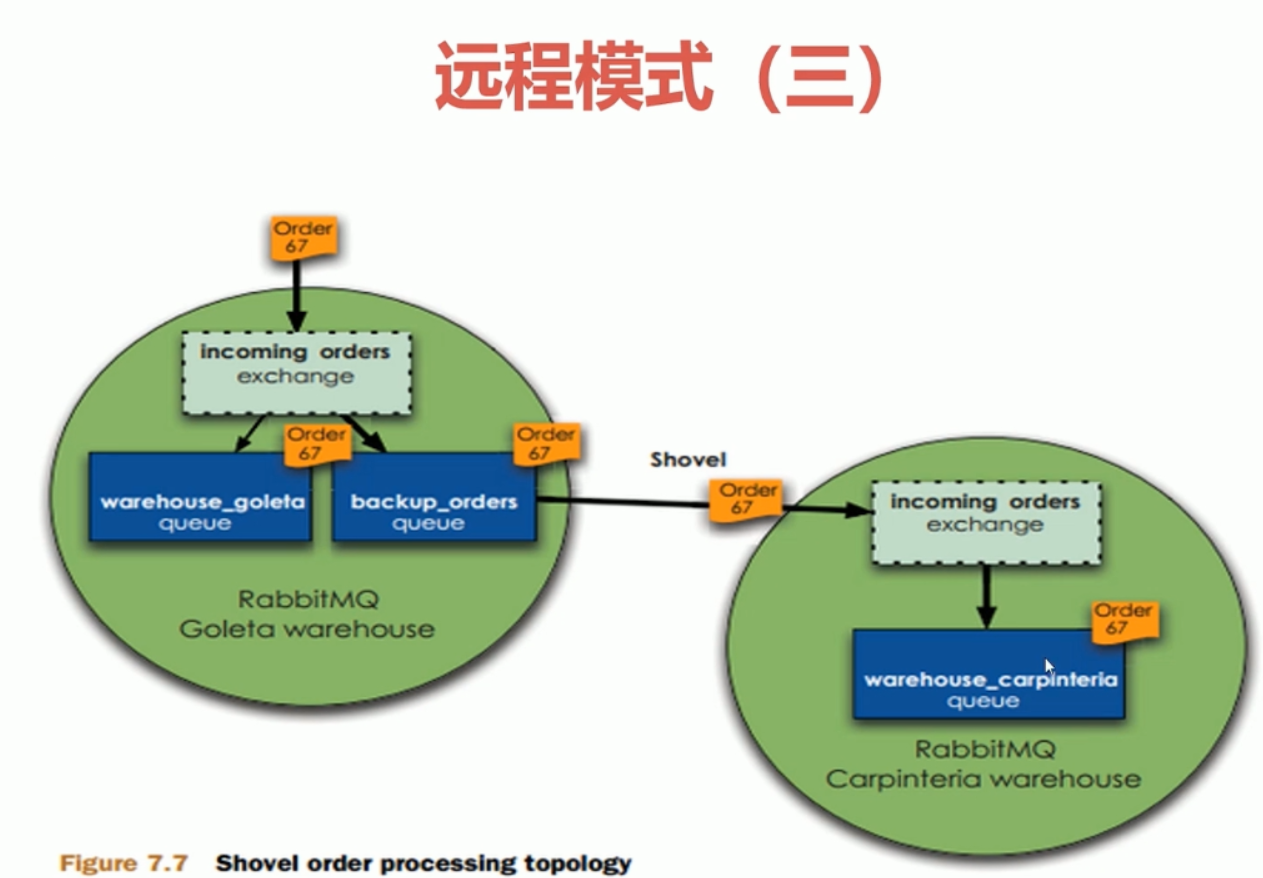 远程模式（三）
Order
67
incoming orders
exchange
Order
67
Order
67
warehouse_goleta
queue
backup_orders
queue
RabbitMQ
Goleta warehouse
Shovel
Order
67
incoming orders
exchange
Order
67
warehouse_carpinteria
queue
RabbitMQ
Carpinteria warehouse
Figure 7.7 Shovel order processing topology